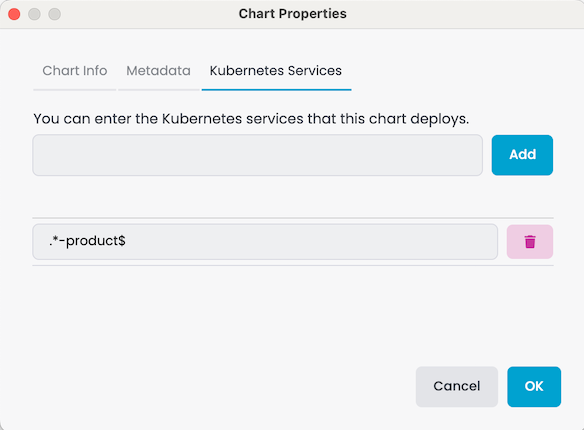 Chart Properties
Chart Info Metadata Kubernetes Services
You can enter the Kubernetes services that this chart deploys.
Add
.*-product$
Cancel OK